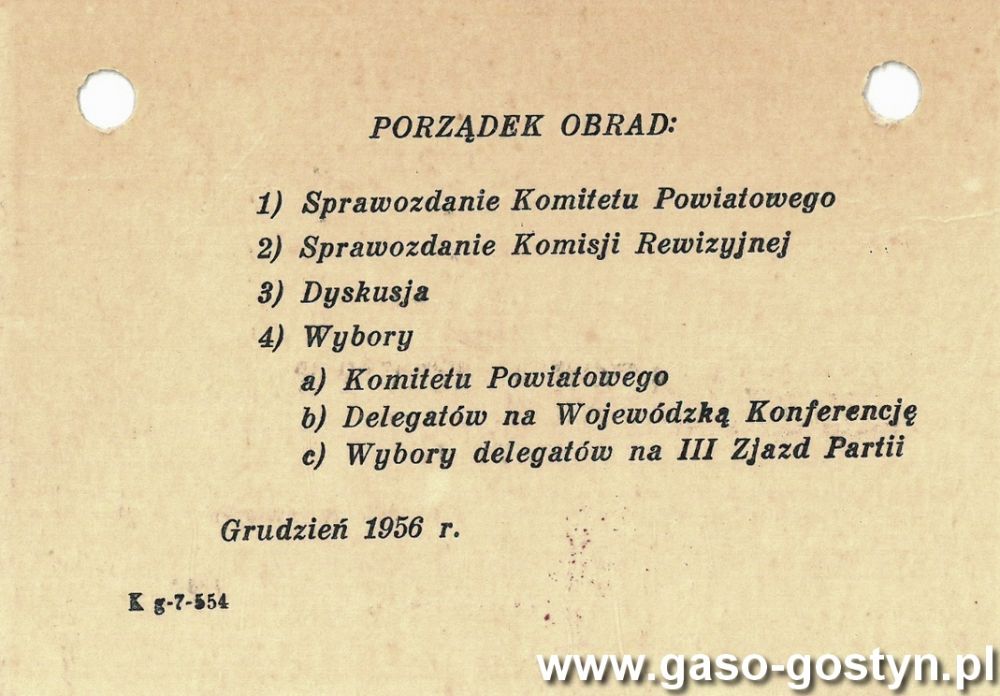 PORZĄDEK OBRAD:
1) Sprawozdanie Komitetu Powiatowego
2) Sprawozdanie Komisji Rewizyjnej
3) Dyskusja
4) Wybory
a) Komitetu Powiatowego
b) Delegatów na Wojewódzką Konferencję
c) Wybory delegatów na III Zjazd Partii
Grudzień 1956 r.
K g-7-554
www.gaso-gostyn.pl